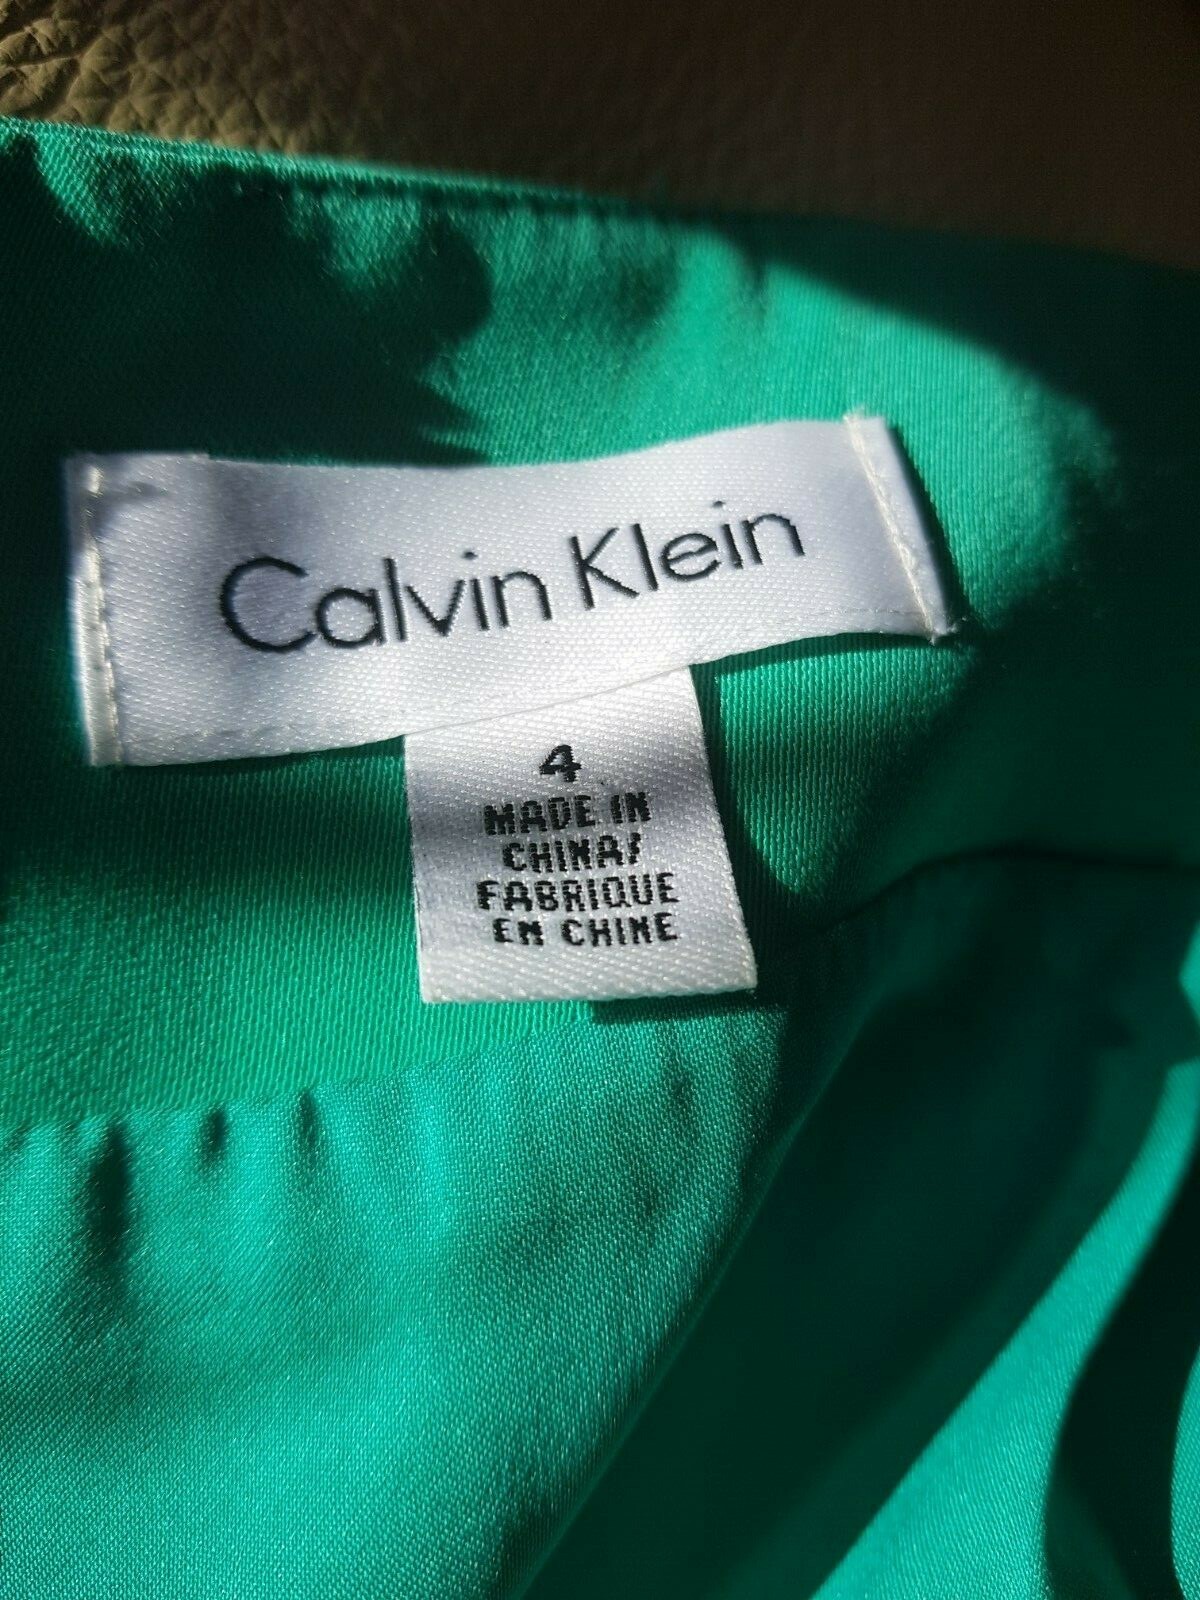 Calvin Klein
4
MADE IN
CHINA/
FABRIQUE
EN CHINE